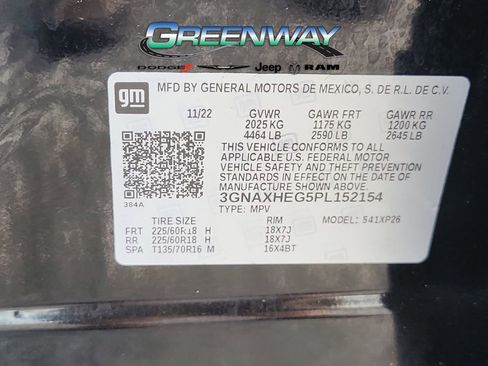 GREENWAY
DODGE Jeep RAM
gm
MFD BY GENERAL MOTORS DE MEXICO, S. DE R.L. DE C.V.
11/22 GVWR GAWR FRT GAWR RR
2025 KG 1175 KG 1200 KG
4464 LB 2590 LB 2645 LB
THIS VEHICLE CONFORMS TO ALL
APPLICABLE U.S. FEDERAL MOTOR
VEHICLE SAFETY AND THEFT PREVENTION
STANDARDS IN EFFECT ON THE DATE OF
MANUFACTURE SHOWN ABOVE.
3GNAXHEG5PL152154
384A
TYPE: MPV MODEL: 541XP26
TIRE SIZE RIM
FRT 225/60R18 H 18X7J
RR 225/60R18 H 18X7J
SPA T135/70R16 M 16X4BT